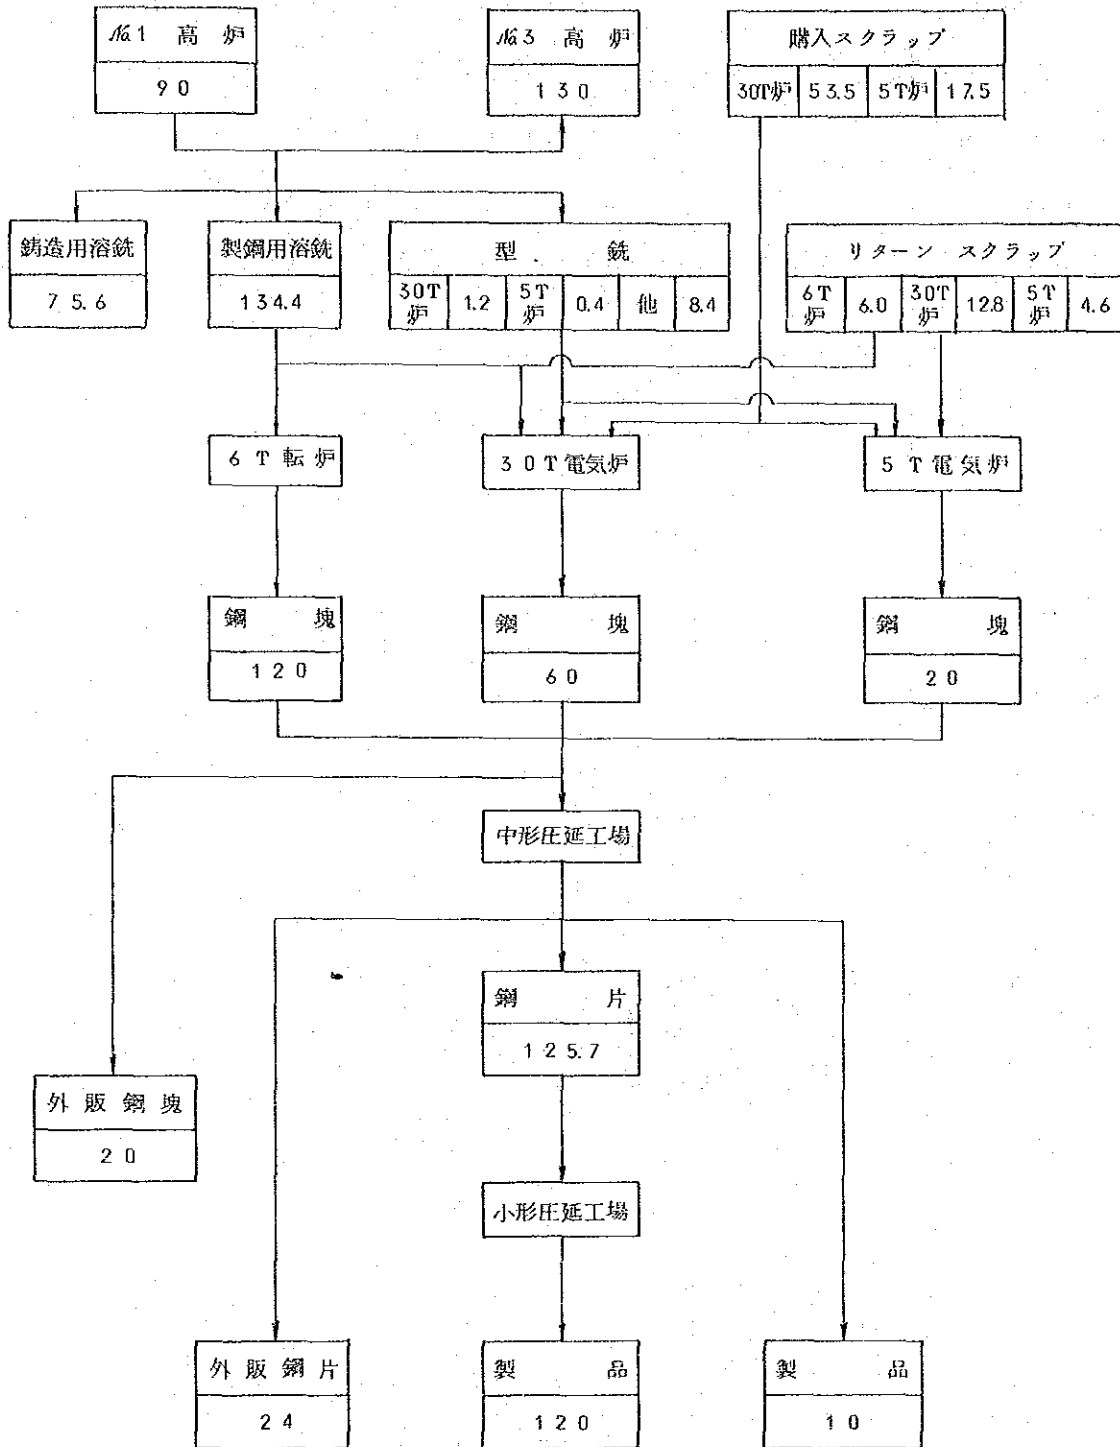 №1 高炉
90
№3 高炉
130
購入スクラップ
30T炉 53.5 5T炉 17.5
鋳造用溶銑
75.6
製鋼用溶銑
134.4
型銑
30T炉 1.2 5T炉 0.4 他 8.4
リターン スクラップ
6T炉 6.0 30T炉 12.8 5T炉 4.6
6T転炉
30T電気炉
5T電気炉
鋼塊
120
鋼塊
60
鋼塊
20
中形圧延工場
鋼片
125.7
外販鋼塊
20
小形圧延工場
外販鋼片
24
製品
120
製品
10